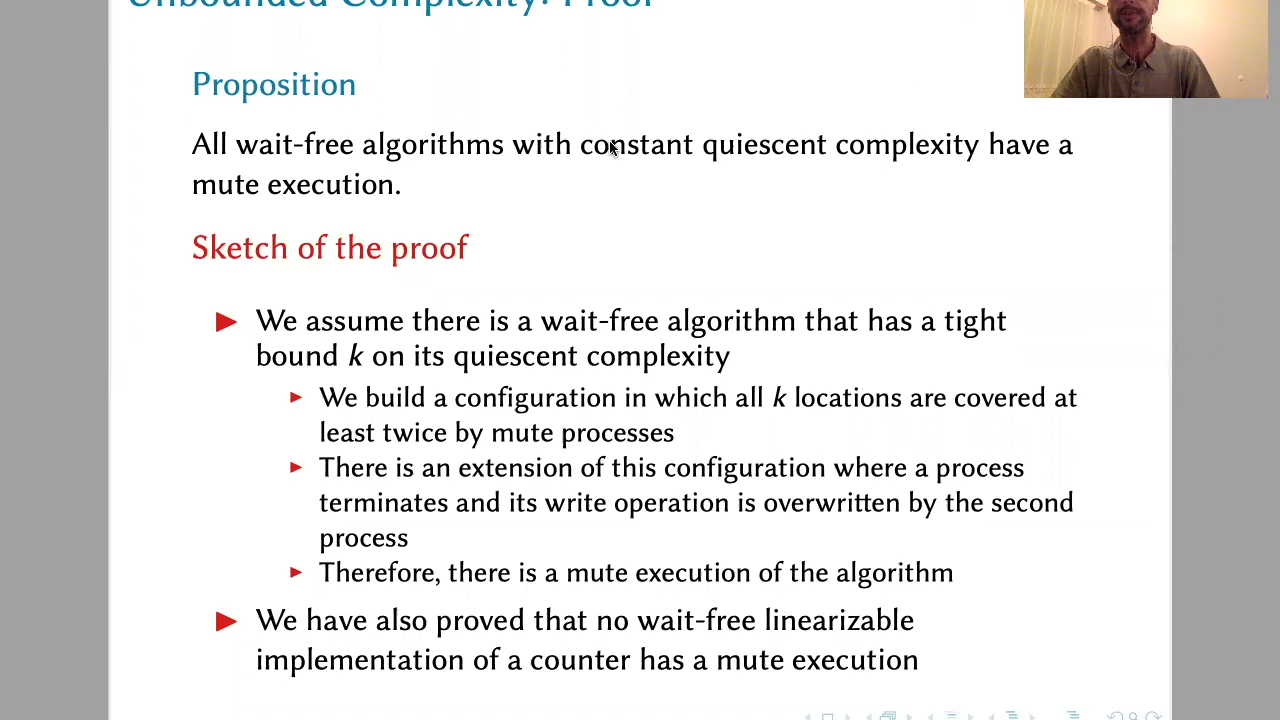 Unbounded Complexity: Proof
Proposition
All wait-free algorithms with constant quiescent complexity have a
mute execution.
Sketch of the proof
We assume there is a wait-free algorithm that has a tight
bound k on its quiescent complexity
We build a configuration in which all k locations are covered at
least twice by mute processes
There is an extension of this configuration where a process
terminates and its write operation is overwritten by the second
process
Therefore, there is a mute execution of the algorithm
We have also proved that no wait-free linearizable
implementation of a counter has a mute execution